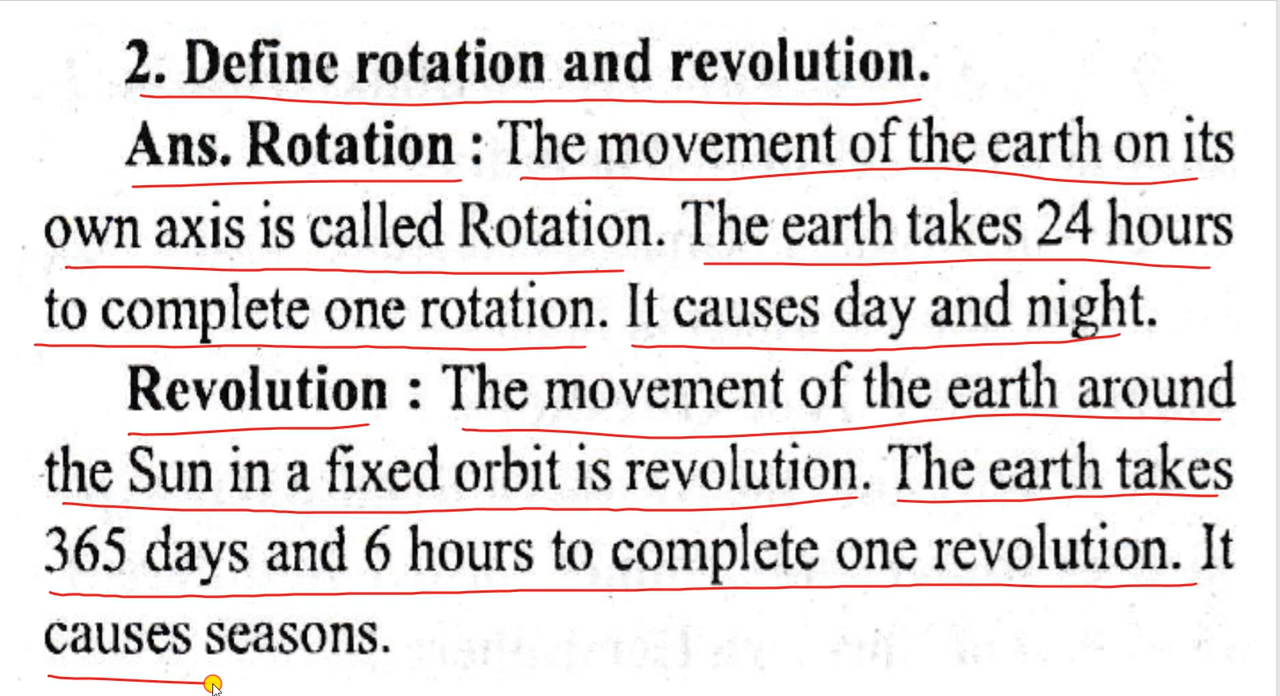 2. Define rotation and revolution.
Ans. Rotation : The movement of the earth on its
own axis is called Rotation. The earth takes 24 hours
to complete one rotation. It causes day and night.
Revolution : The movement of the earth around
the Sun in a fixed orbit is revolution. The earth takes
365 days and 6 hours to complete one revolution. It
causes seasons.